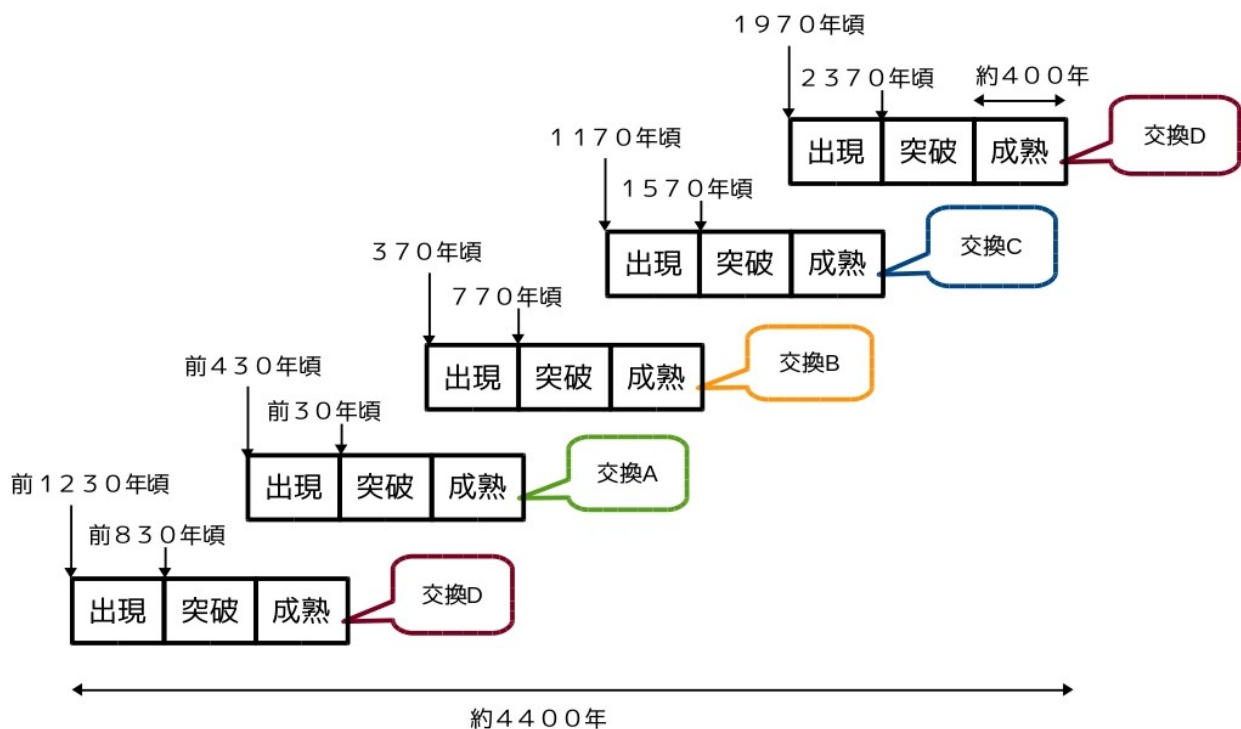 １９７０年頃
２３７０年頃
約４００年
出現
突破
成熟
交換D
１１７０年頃
１５７０年頃
出現
突破
成熟
交換C
３７０年頃
７７０年頃
出現
突破
成熟
交換B
前４３０年頃
前３０年頃
出現
突破
成熟
交換A
前１２３０年頃
前８３０年頃
出現
突破
成熟
交換D
約４４００年